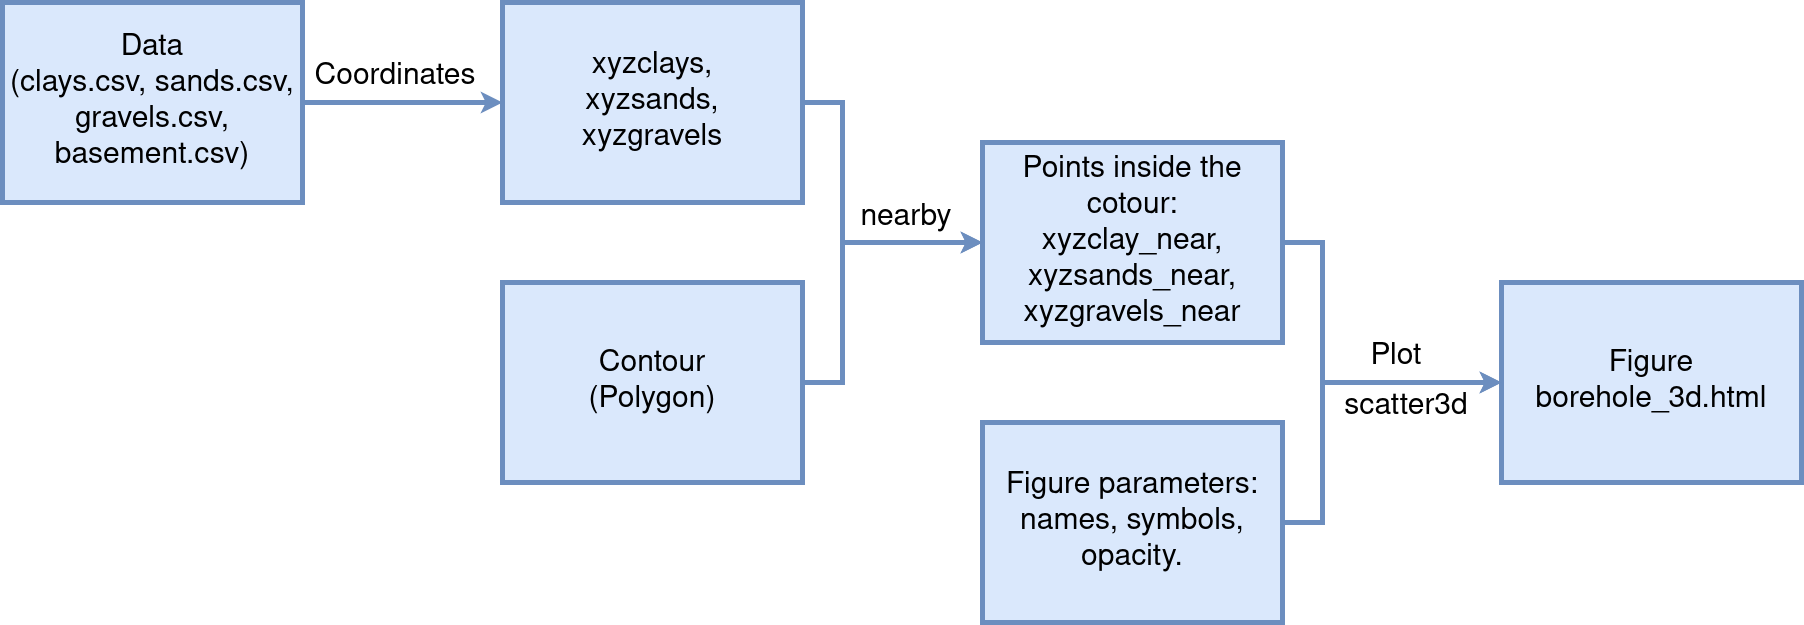 Data
(clays.csv, sands.csv,
gravels.csv,
basement.csv)
Coordinates
xyzclays,
xyzsands,
xyzgravels
Contour
(Polygon)
nearby
Points inside the
cotour:
xyzclay_near,
xyzsands_near,
xyzgravels_near
Figure parameters:
names, symbols,
opacity.
Plot
scatter3d
Figure
borehole_3d.html